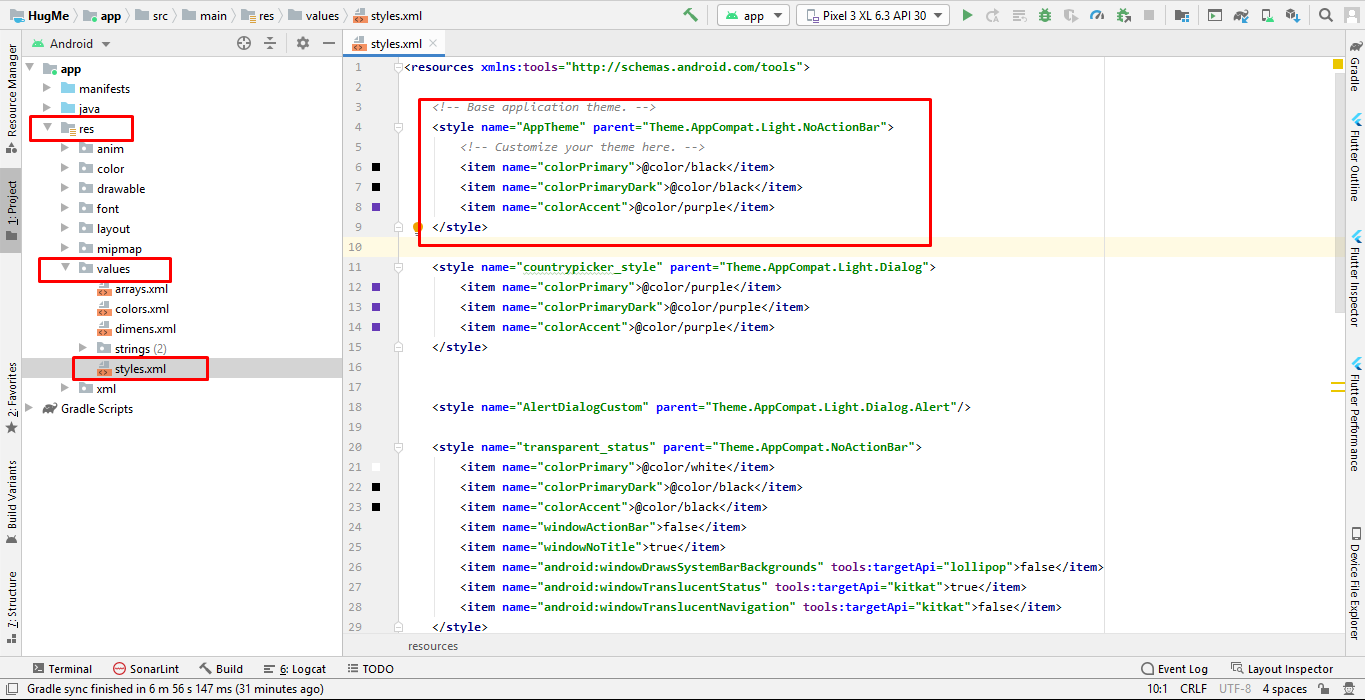 HugMe app src main res values styles.xml app Pixel 3 XL 6.3 API 30
Android
styles.xml
Resource Manager
1: Project
2: Favorites
Build Variants
7: Structure
app
manifests
java
res
anim
color
drawable
font
layout
mipmap
values
arrays.xml
colors.xml
dimens.xml
strings (2)
styles.xml
xml
Gradle Scripts
1 <resources xmlns:tools="http://schemas.android.com/tools">
2
3 <!-- Base application theme. -->
4 <style name="AppTheme" parent="Theme.AppCompat.Light.NoActionBar">
5 <!-- Customize your theme here. -->
6 <item name="colorPrimary">@color/black</item>
7 <item name="colorPrimaryDark">@color/black</item>
8 <item name="colorAccent">@color/purple</item>
9 </style>
10
11 <style name="countrypicker_style" parent="Theme.AppCompat.Light.Dialog">
12 <item name="colorPrimary">@color/purple</item>
13 <item name="colorPrimaryDark">@color/purple</item>
14 <item name="colorAccent">@color/purple</item>
15 </style>
16
17
18 <style name="AlertDialogCustom" parent="Theme.AppCompat.Light.Dialog.Alert"/>
19
20 <style name="transparent_status" parent="Theme.AppCompat.NoActionBar">
21 <item name="colorPrimary">@color/white</item>
22 <item name="colorPrimaryDark">@color/black</item>
23 <item name="colorAccent">@color/black</item>
24 <item name="windowActionBar">false</item>
25 <item name="windowNoTitle">true</item>
26 <item name="android:windowDrawsSystemBarBackgrounds" tools:targetApi="lollipop">false</item>
27 <item name="android:windowTranslucentStatus" tools:targetApi="kitkat">true</item>
28 <item name="android:windowTranslucentNavigation" tools:targetApi="kitkat">false</item>
29 </style>
resources
Gradle
Flutter Outline
Flutter Inspector
Flutter Performance
Device File Explorer
Terminal SonarLint Build 6: Logcat TODO Event Log Layout Inspector
Gradle sync finished in 6 m 56 s 147 ms (31 minutes ago) 10:1 CRLF UTF-8 4 spaces